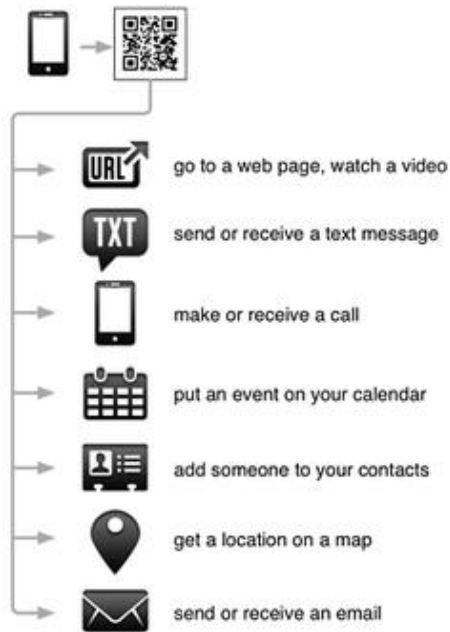 URL
go to a web page, watch a video
TXT
send or receive a text message
make or receive a call
put an event on your calendar
add someone to your contacts
get a location on a map
send or receive an email